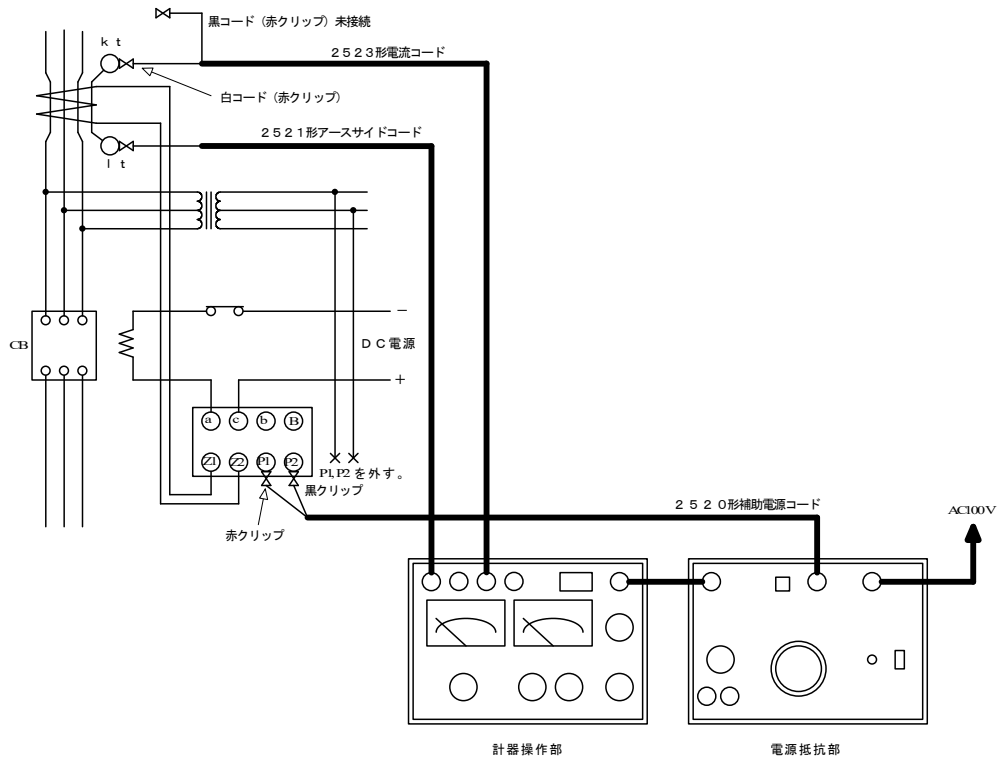 黒コード（赤クリップ）未接続
ｋ ｔ
２５２３形電流コード
白コード（赤クリップ）
２５２１形アースサイドコード
ｌ ｔ
－
ＤＣ電源
CB
＋
a c b B
Z1 Z2 P1 P2
P1,P2を外す。
黒クリップ
赤クリップ
２５２０形補助電源コード
AC100V
計器操作部
電源抵抗部